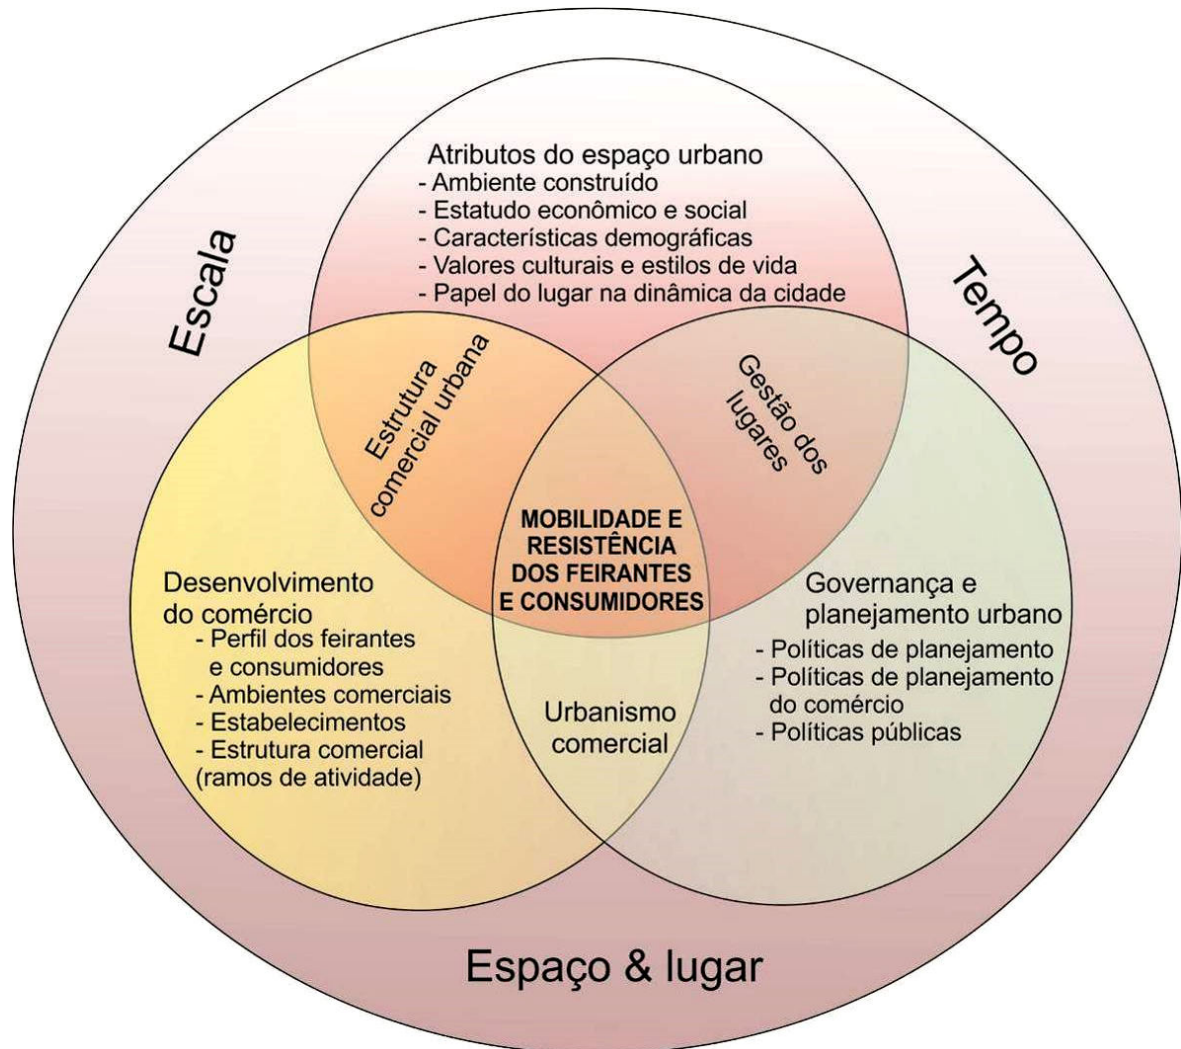 Atributos do espaço urbano
- Ambiente construído
- Estatudo econômico e social
- Características demográficas
- Valores culturais e estilos de vida
- Papel do lugar na dinâmica da cidade
Escala
Tempo
Estrutura
comercial urbana
Gestão dos
lugares
MOBILIDADE E
RESISTÊNCIA
DOS FEIRANTES
E CONSUMIDORES
Desenvolvimento
do comércio
- Perfil dos feirantes
e consumidores
- Ambientes comerciais
- Estabelecimentos
- Estrutura comercial
(ramos de atividade)
Governança e
planejamento urbano
- Políticas de planejamento
- Políticas de planejamento
do comércio
- Políticas públicas
Urbanismo
comercial
Espaço & lugar